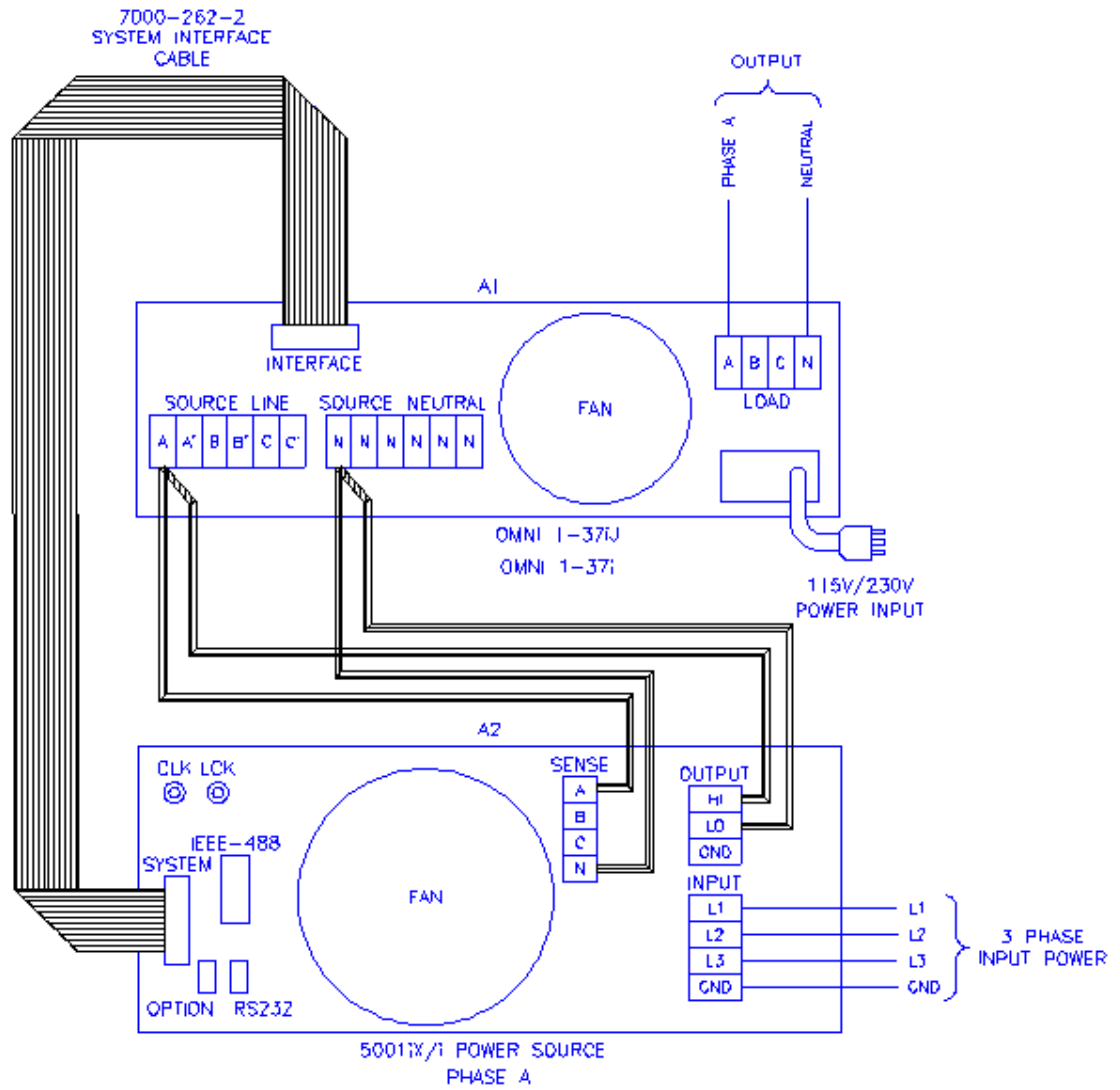 7000-262-2
SYSTEM INTERFACE
CABLE
OUTPUT
PHASE A
NEUTRAL
A1
INTERFACE
A B C N
LOAD
SOURCE LINE
SOURCE NEUTRAL
A A' B B' C C'
N N N N N N
FAN
OMNI 1-37iJ
OMNI 1-37i
115V/230V
POWER INPUT
A2
CLK LCK
IEEE-488
SYSTEM
OPTION
RS232
FAN
SENSE
A
B
C
N
OUTPUT
HI
LO
GND
INPUT
L1
L2
L3
GND
L1
L2
L3
GND
3 PHASE
INPUT POWER
5001iX/i POWER SOURCE
PHASE A